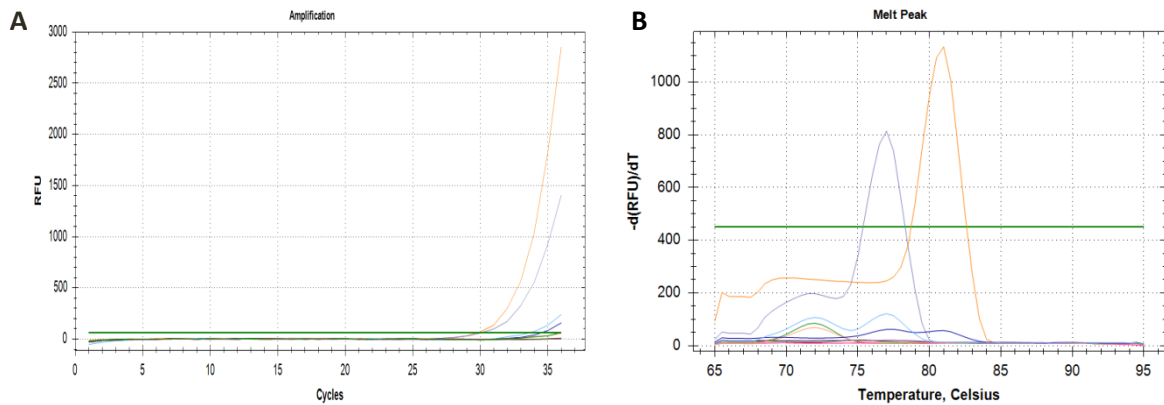 A
Amplification
RFU
3000
2500
2000
1500
1000
500
0
0 5 10 15 20 25 30 35
Cycles
B
Melt Peak
-d(RFU)/dT
1000
800
600
400
200
0
65 70 75 80 85 90 95
Temperature, Celsius